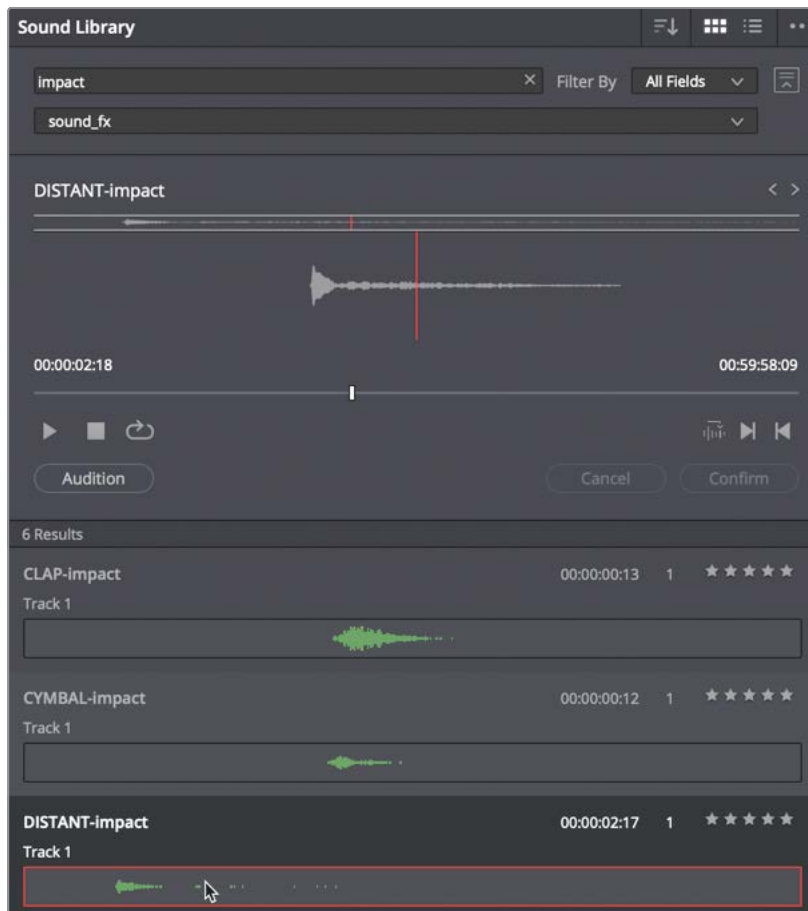 Sound Library
impact × Filter By All Fields
sound_fx
DISTANT-impact
00:00:02:18 00:59:58:09
Audition Cancel Confirm
6 Results
CLAP-impact 00:00:00:13 1 ★★★★★
Track 1
CYMBAL-impact 00:00:00:12 1 ★★★★★
Track 1
DISTANT-impact 00:00:02:17 1 ★★★★★
Track 1